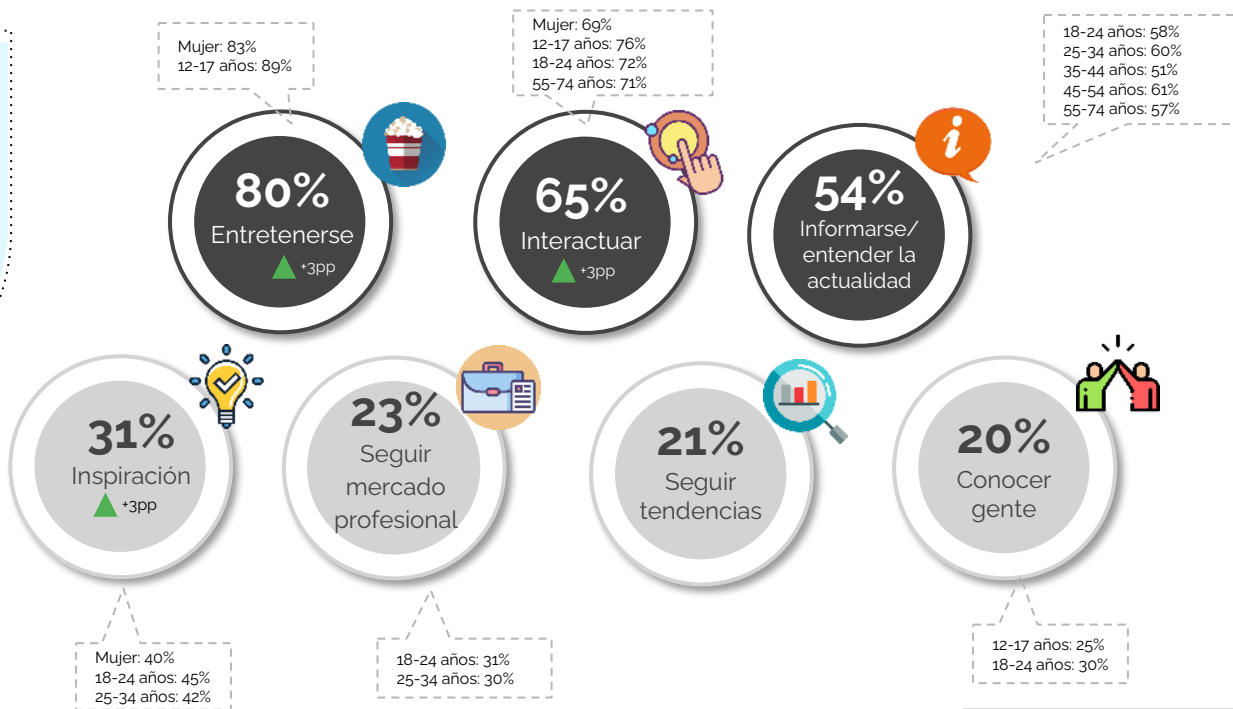 Mujer: 83%
12-17 años: 89%
Mujer: 69%
12-17 años: 76%
18-24 años: 72%
55-74 años: 71%
18-24 años: 58%
25-34 años: 60%
35-44 años: 51%
45-54 años: 61%
55-74 años: 57%
80%
Entretenerse
+3pp
65%
Interactuar
+3pp
i
54%
Informarse/
entender la
actualidad
31%
Inspiración
+3pp
23%
Seguir
mercado
profesional
21%
Seguir
tendencias
20%
Conocer
gente
Mujer: 40%
18-24 años: 45%
25-34 años: 42%
18-24 años: 31%
25-34 años: 30%
12-17 años: 25%
18-24 años: 30%